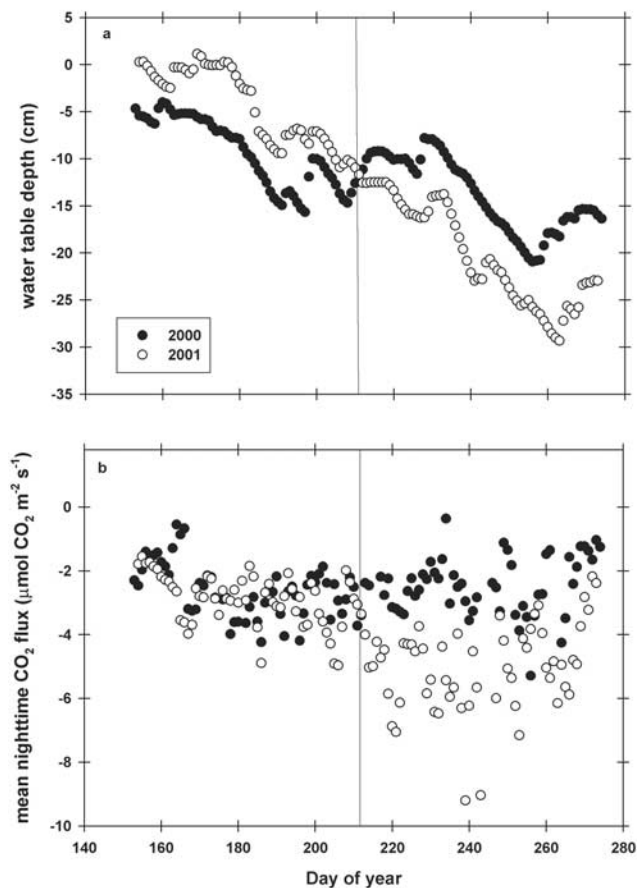 5
a
0
-5
-10
-15
-20
-25
-30
-35
water table depth (cm)
2000
2001
b
0
-2
-4
-6
-8
-10
mean nighttime CO₂ flux (μmol CO₂ m⁻² s⁻¹)
140 160 180 200 220 240 260 280
Day of year